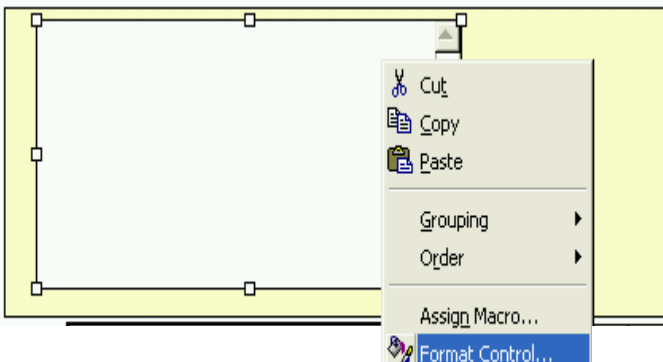 Cut
Copy
Paste
Grouping
Order
Assign Macro...
Format Control...